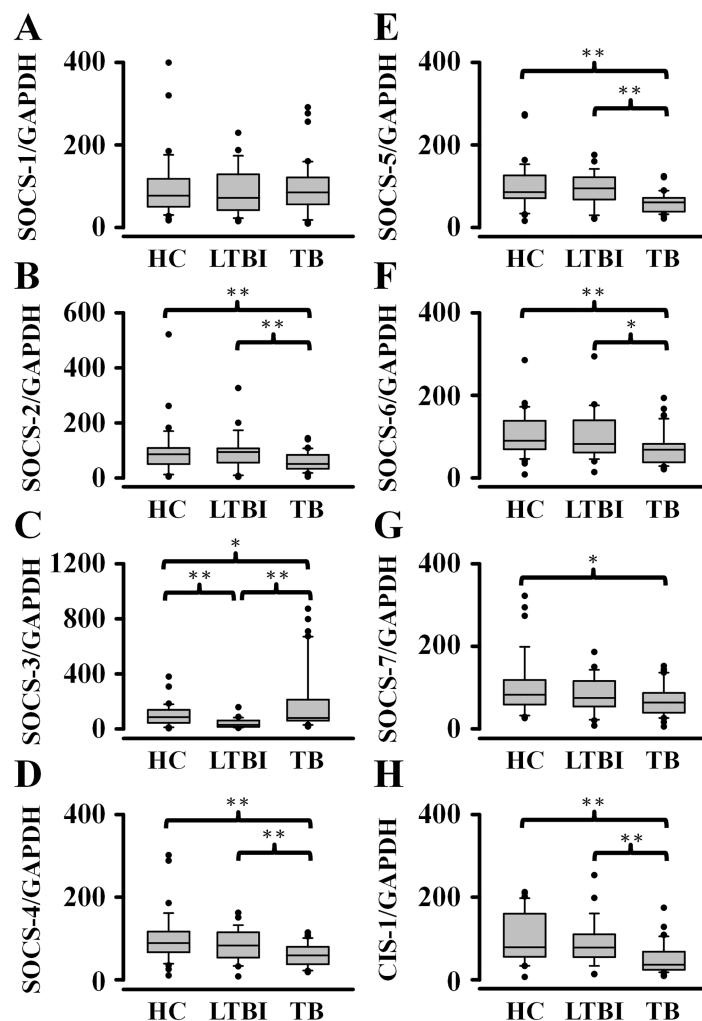 A
SOCS-1/GAPDH
400
200
0
HC LTBI TB
B
SOCS-2/GAPDH
600
400
200
0
**
**
HC LTBI TB
C
SOCS-3/GAPDH
1200
800
400
0
*
** **
HC LTBI TB
D
SOCS-4/GAPDH
400
200
0
**
**
HC LTBI TB
E
SOCS-5/GAPDH
400
200
0
**
**
HC LTBI TB
F
SOCS-6/GAPDH
400
200
0
**
*
HC LTBI TB
G
SOCS-7/GAPDH
400
200
0
*
HC LTBI TB
H
CIS-1/GAPDH
400
200
0
**
**
HC LTBI TB